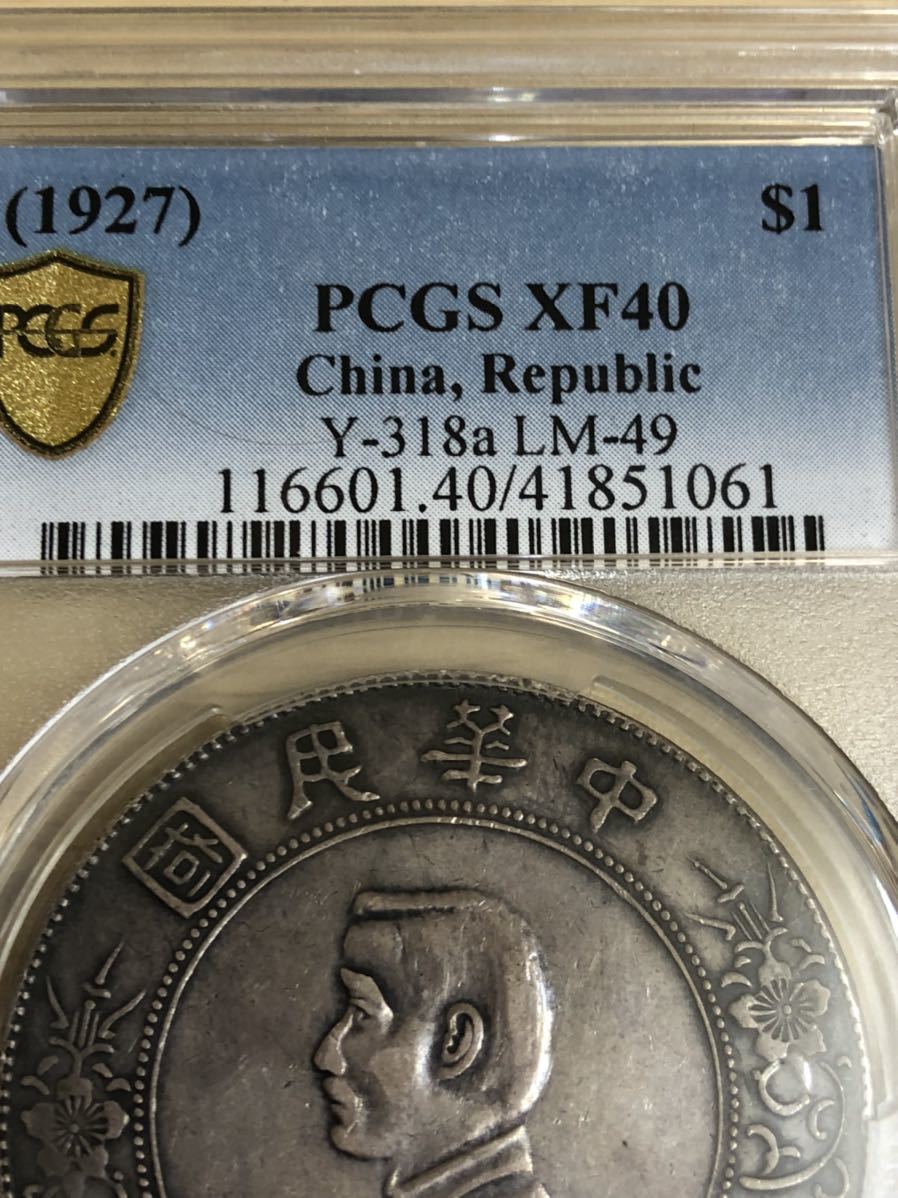 (1927) $1
PCGS
PCGS XF40
China, Republic
Y-318a LM-49
116601.40/41851061
中華民國